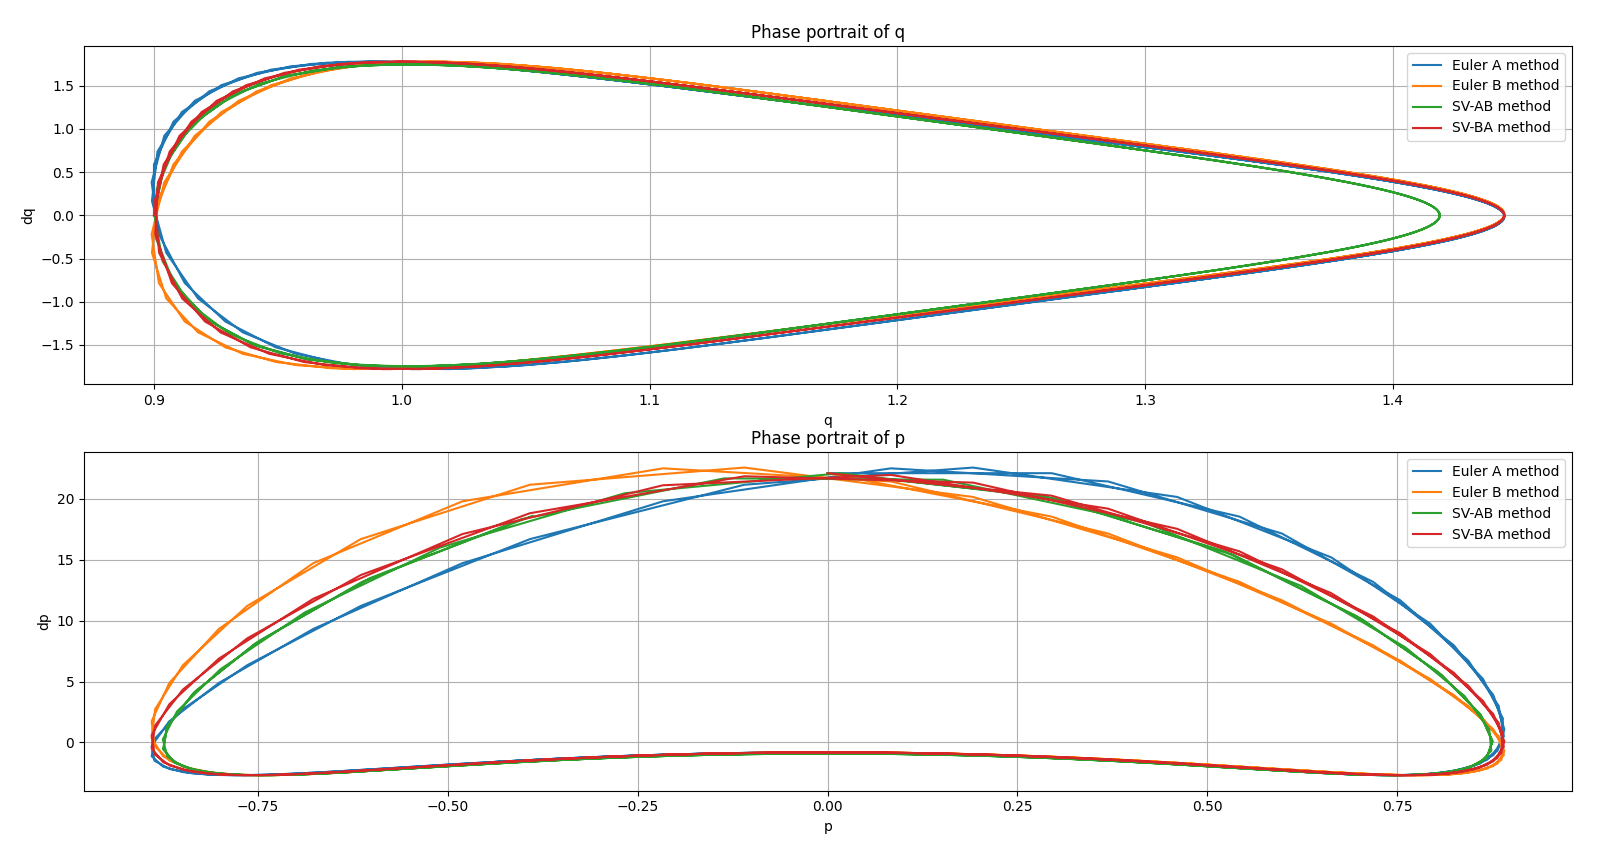 Phase portrait of q
dq
1.5
1.0
0.5
0.0
−0.5
−1.0
−1.5
Euler A method
Euler B method
SV-AB method
SV-BA method
0.9
1.0
1.1
1.2
1.3
1.4
q
Phase portrait of p
dp
20
15
10
5
0
Euler A method
Euler B method
SV-AB method
SV-BA method
−0.75
−0.50
−0.25
0.00
0.25
0.50
0.75
p